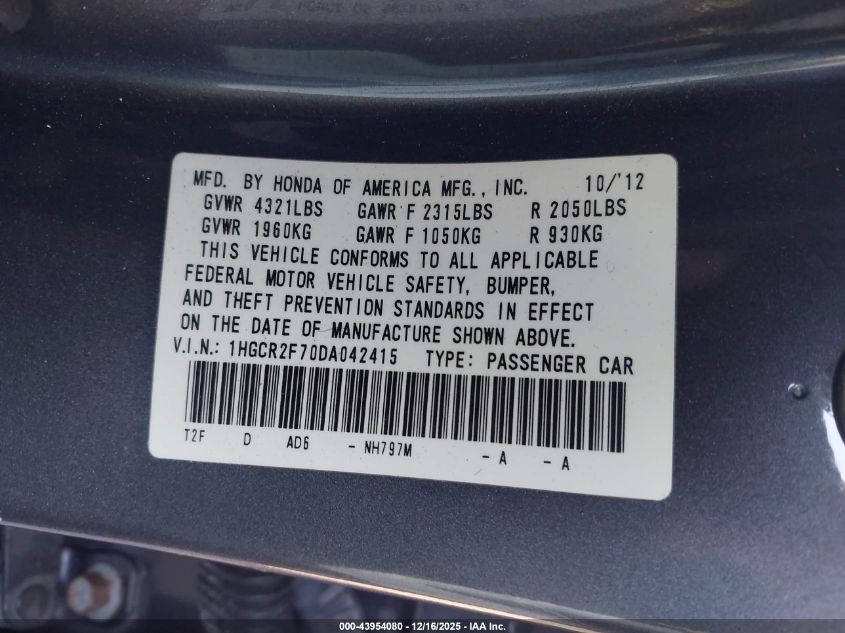 MFD. BY HONDA OF AMERICA MFG., INC. 10/'12
GVWR 4321LBS GAWR F 2315LBS R 2050LBS
GVWR 1960KG GAWR F 1050KG R 930KG
THIS VEHICLE CONFORMS TO ALL APPLICABLE
FEDERAL MOTOR VEHICLE SAFETY, BUMPER,
AND THEFT PREVENTION STANDARDS IN EFFECT
ON THE DATE OF MANUFACTURE SHOWN ABOVE.
V.I.N.: 1HGCR2F70DA042415 TYPE: PASSENGER CAR
T2F D AD6 - NH797M - A - A
000-43954080 - 12/16/2025 - IAA Inc.